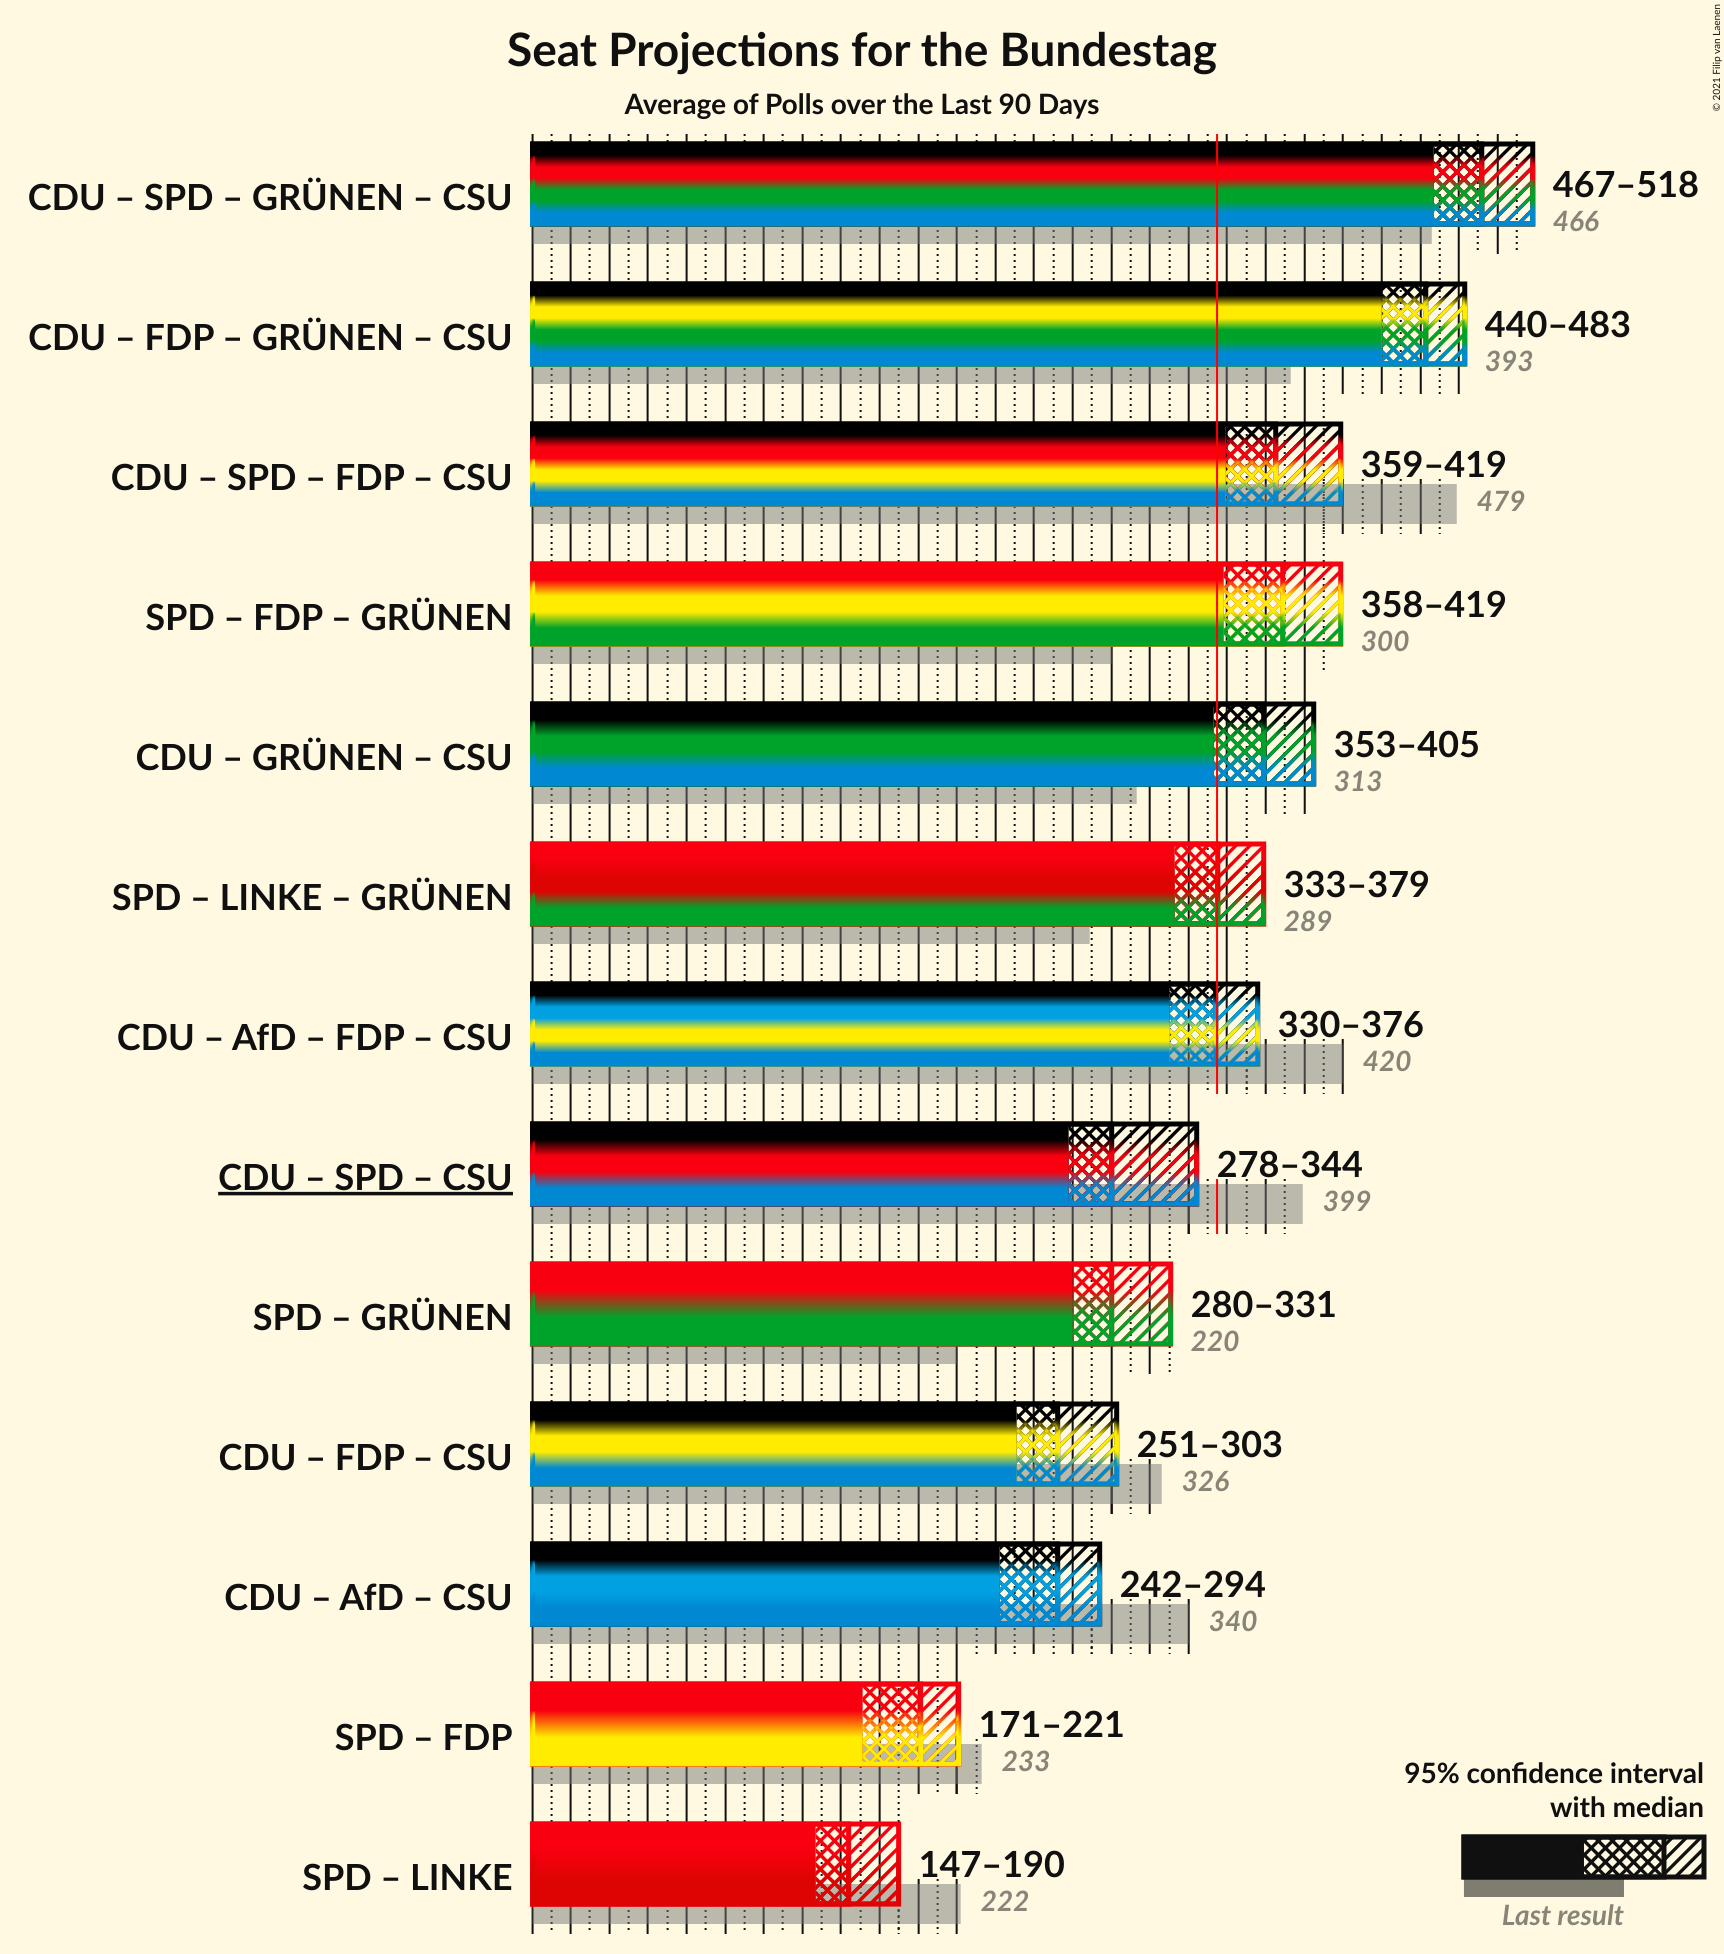 © 2021 Filip van Laenen
Seat Projections for the Bundestag
Average of Polls over the Last 90 Days
CDU – SPD – GRÜNEN – CSU
467–518
466
CDU – FDP – GRÜNEN – CSU
440–483
393
CDU – SPD – FDP – CSU
359–419
479
SPD – FDP – GRÜNEN
358–419
300
CDU – GRÜNEN – CSU
353–405
313
SPD – LINKE – GRÜNEN
333–379
289
CDU – AfD – FDP – CSU
330–376
420
CDU – SPD – CSU
278–344
399
SPD – GRÜNEN
280–331
220
CDU – FDP – CSU
251–303
326
CDU – AfD – CSU
242–294
340
SPD – FDP
171–221
233
SPD – LINKE
147–190
222
95% confidence interval
with median
Last result